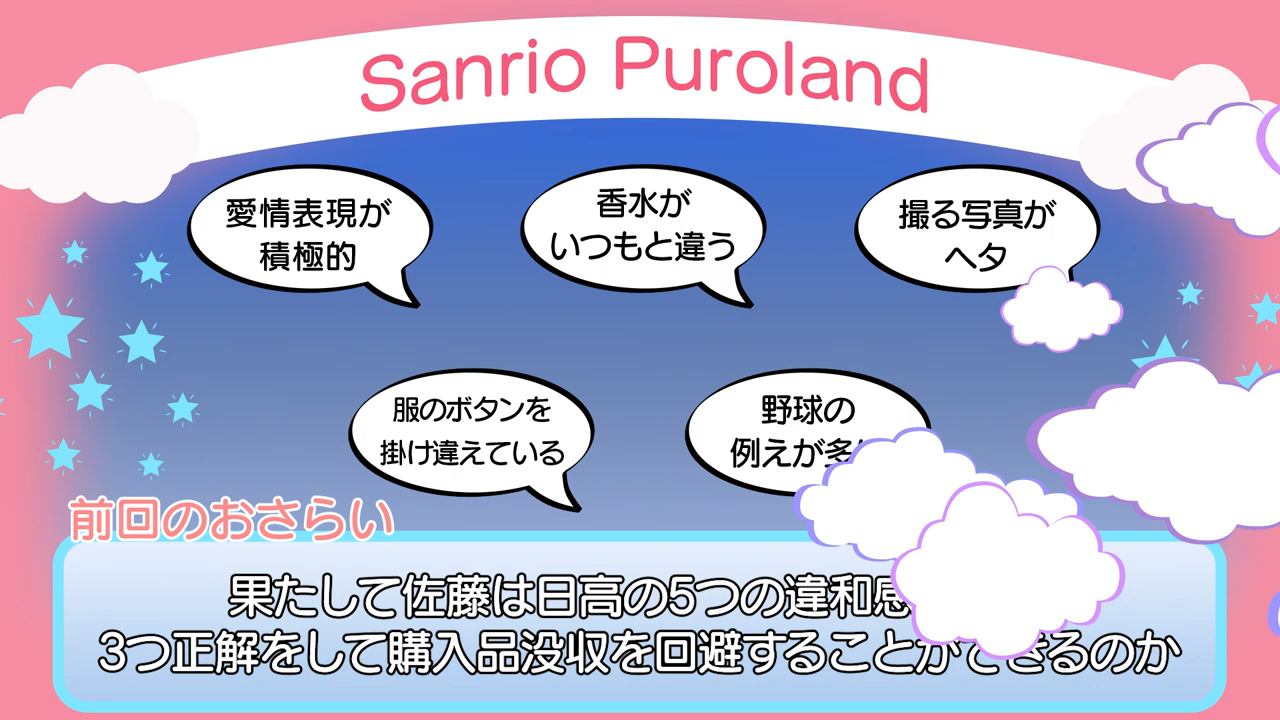 Sanrio Puroland
愛情表現が
積極的
香水が
いつもと違う
撮る写真が
ヘタ
服のボタンを
掛け違えている
野球の
例えが多
前回のおさらい
果たして佐藤は日高の5つの違和感
3つ正解をして購入品没収を回避することができるのか